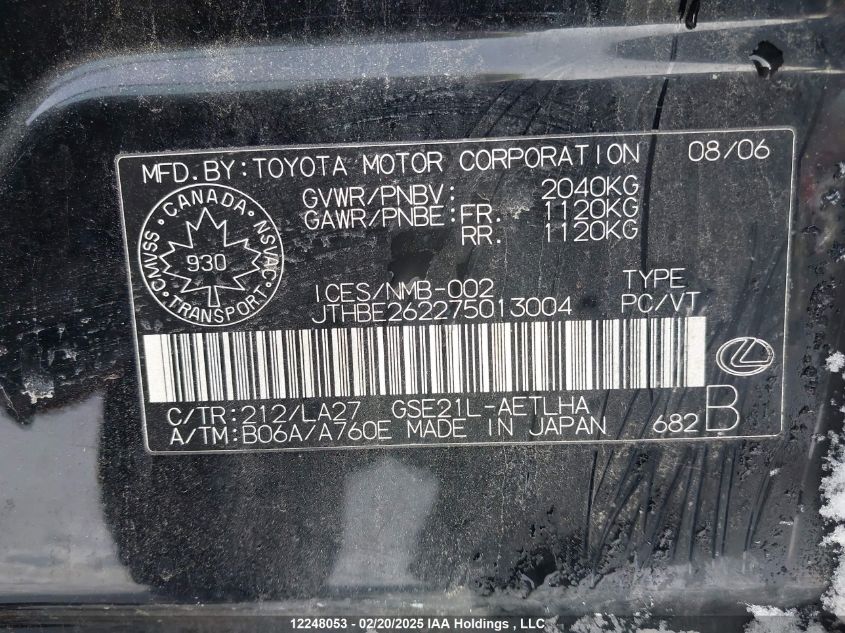 MFD. BY: TOYOTA MOTOR CORPORATION 08/06
GVWR/PNBV: 2040KG
GAWR/PNBE: FR. 1120KG
RR. 1120KG
CANADA
CMVSS NSVAC
930
TRANSPORT
ICES/NMB-002 TYPE
JTHBE262275013004 PC/VT
C/TR: 212/LA27 GSE21L-AETLHA
A/TM: B06A/A760E MADE IN JAPAN 682 B
12248053 - 02/20/2025 IAA Holdings , LLC